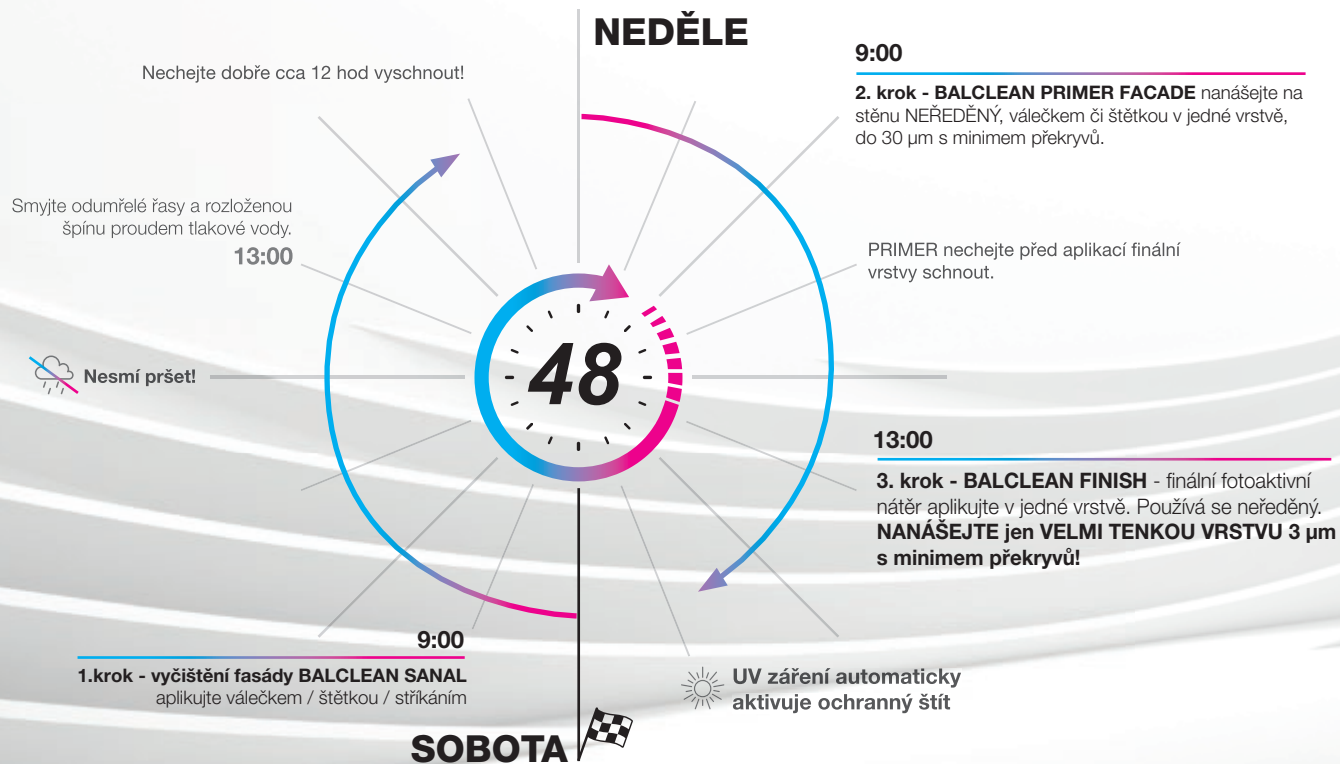 NEDĚLE
Nechejte dobře cca 12 hod vyschnout!
Smyjte odumřelé řasy a rozloženou
špínu proudem tlakové vody.
13:00
Nesmí pršet!
9:00
1.krok - vyčištění fasády BALCLEAN SANAL
aplikujte válečkem / štětkou / stříkáním
SOBOTA
48
9:00
2. krok - BALCLEAN PRIMER FACADE nanášejte na
stěnu NEŘEDĚNÝ, válečkem či štětkou v jedné vrstvě,
do 30 µm s minimem překryvů.
PRIMER nechejte před aplikací finální
vrstvy schnout.
13:00
3. krok - BALCLEAN FINISH - finální fotoaktivní
nátěr aplikujte v jedné vrstvě. Používá se neředěný.
NANÁŠEJTE jen VELMI TENKOU VRSTVU 3 µm
s minimem překryvů!
UV záření automaticky
aktivuje ochranný štít